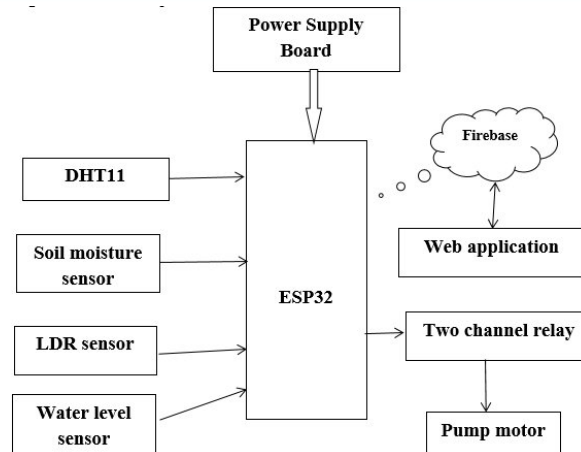 Power Supply
Board
Firebase
DHT11
Web application
Soil moisture
sensor
ESP32
Two channel relay
LDR sensor
Water level
sensor
Pump motor